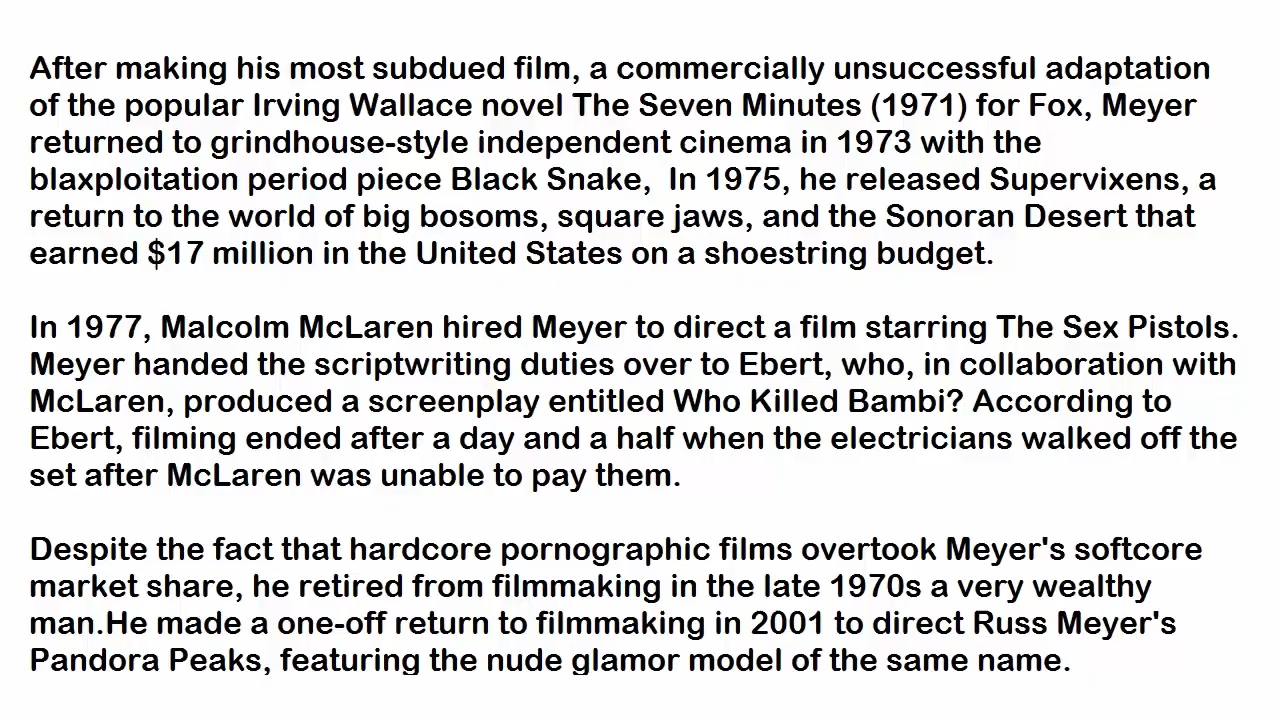 After making his most subdued film, a commercially unsuccessful adaptation
of the popular Irving Wallace novel The Seven Minutes (1971) for Fox, Meyer
returned to grindhouse-style independent cinema in 1973 with the
blaxploitation period piece Black Snake,  In 1975, he released Supervixens, a
return to the world of big bosoms, square jaws, and the Sonoran Desert that
earned $17 million in the United States on a shoestring budget.
In 1977, Malcolm McLaren hired Meyer to direct a film starring The Sex Pistols.
Meyer handed the scriptwriting duties over to Ebert, who, in collaboration with
McLaren, produced a screenplay entitled Who Killed Bambi? According to
Ebert, filming ended after a day and a half when the electricians walked off the
set after McLaren was unable to pay them.
Despite the fact that hardcore pornographic films overtook Meyer's softcore
market share, he retired from filmmaking in the late 1970s a very wealthy
man.He made a one-off return to filmmaking in 2001 to direct Russ Meyer's
Pandora Peaks, featuring the nude glamor model of the same name.